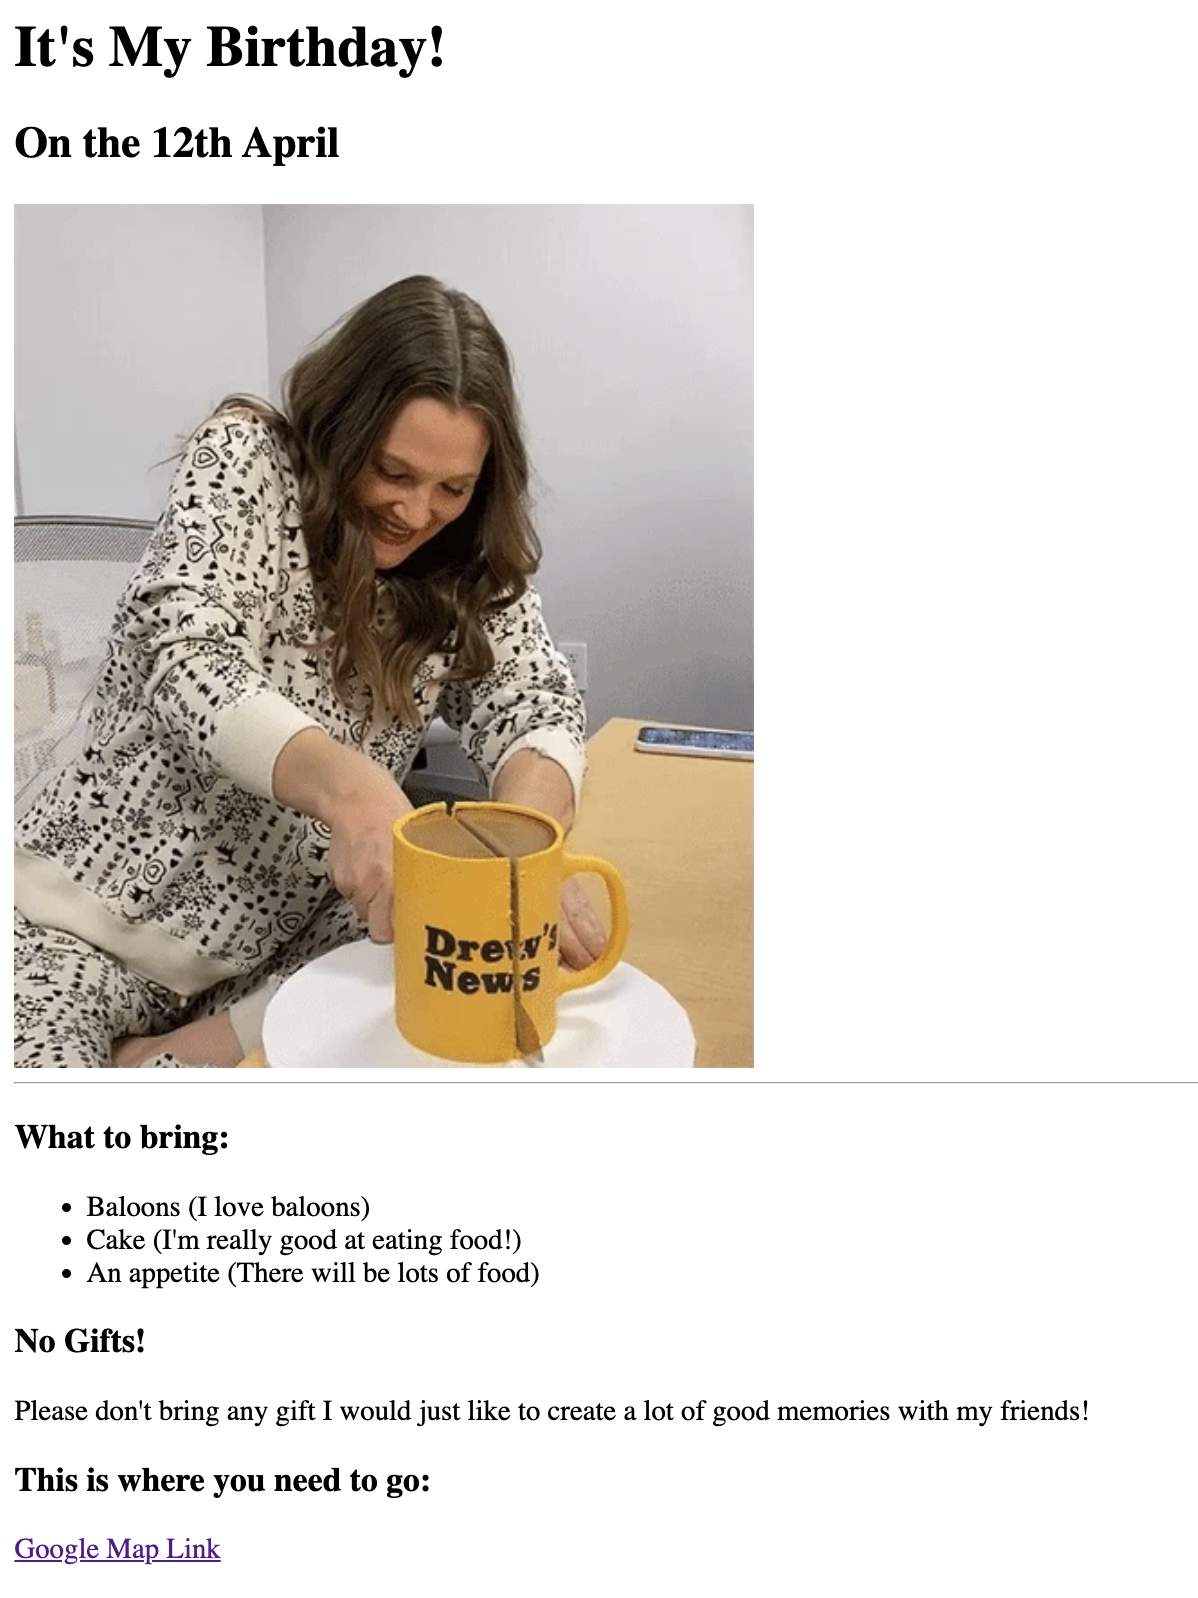 It's My Birthday!
On the 12th April
Drew's
News
What to bring:
Baloons (I love baloons)
Cake (I'm really good at eating food!)
An appetite (There will be lots of food)
No Gifts!
Please don't bring any gift I would just like to create a lot of good memories with my friends!
This is where you need to go:
Google Map Link